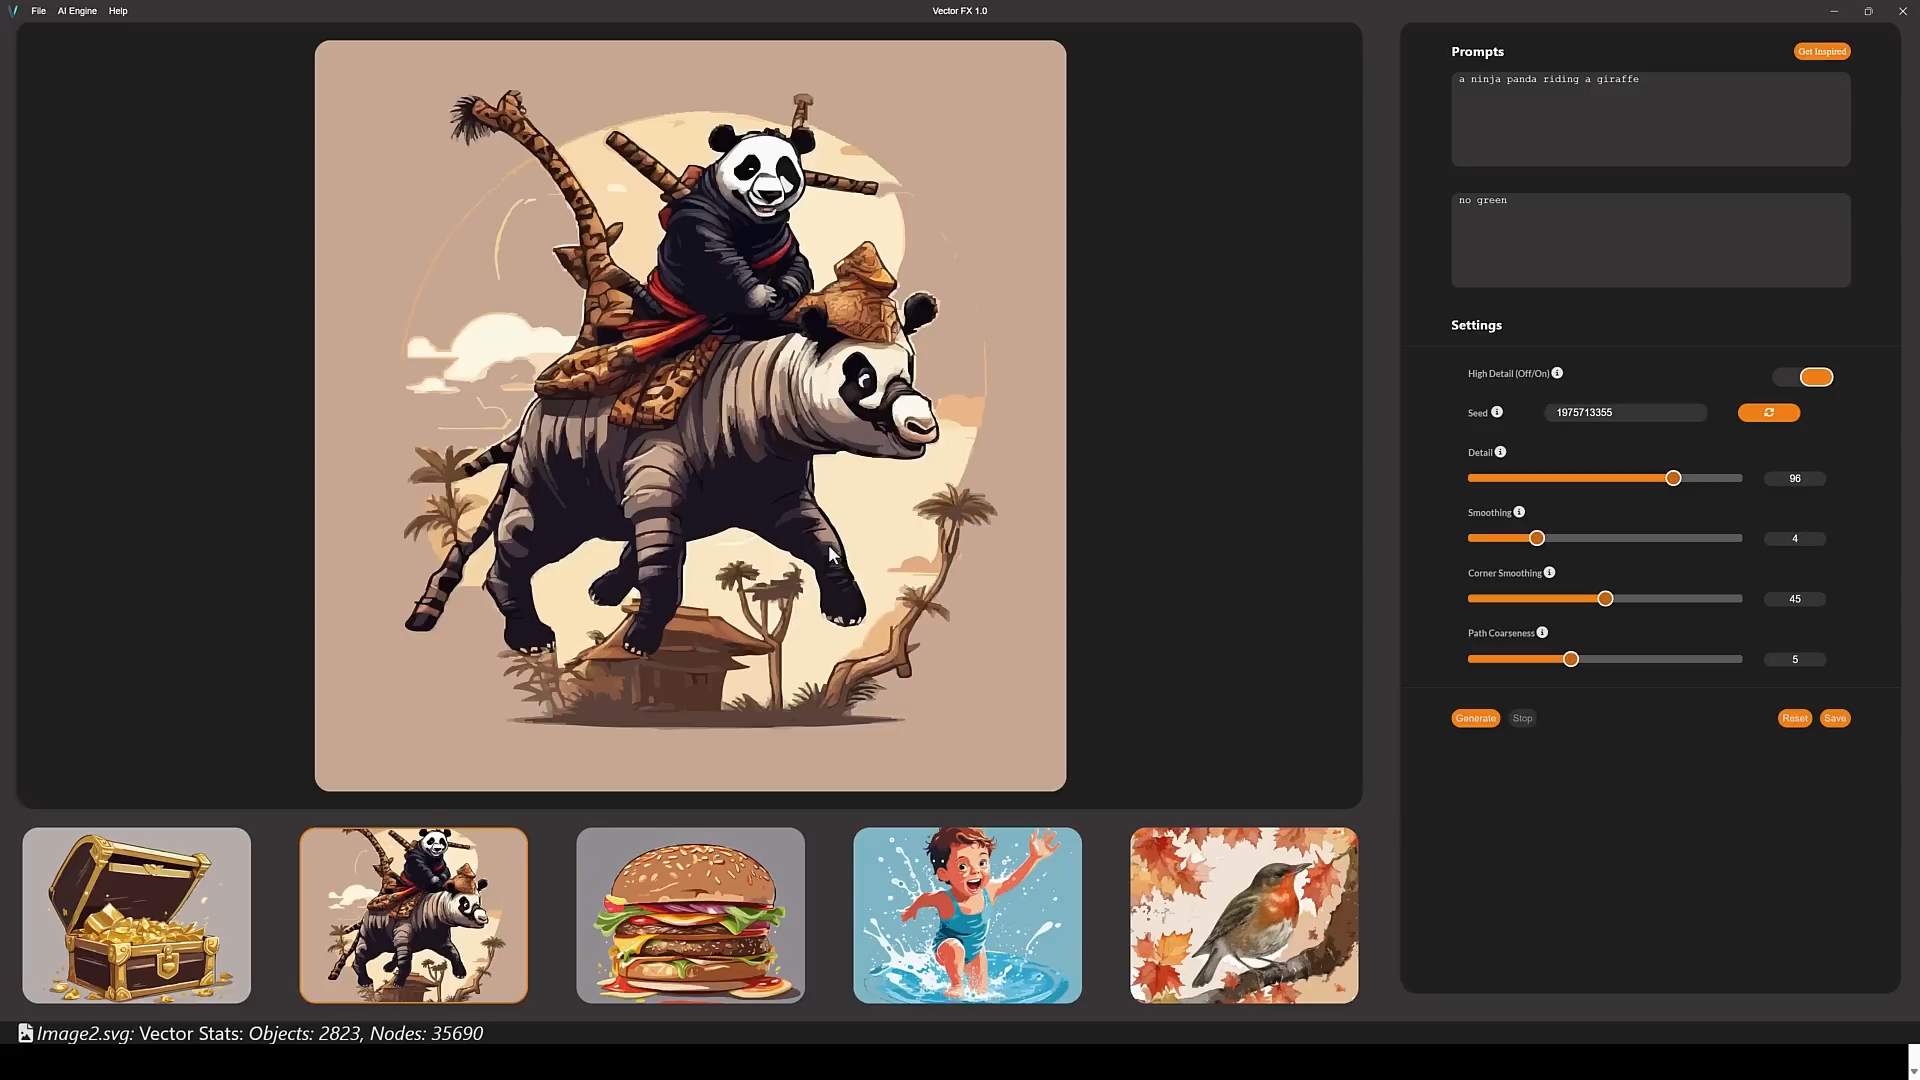 File AI Engine Help
Vector FX 1.0
Prompts
Get Inspired
a ninja panda riding a giraffe
no green
Settings
High Detail (Off/On)
Seed
1975713355
Detail
96
Smoothing
4
Corner Smoothing
45
Path Coarseness
5
Generate Stop
Reset Save
Image2.svg: Vector Stats: Objects: 2823, Nodes: 35690